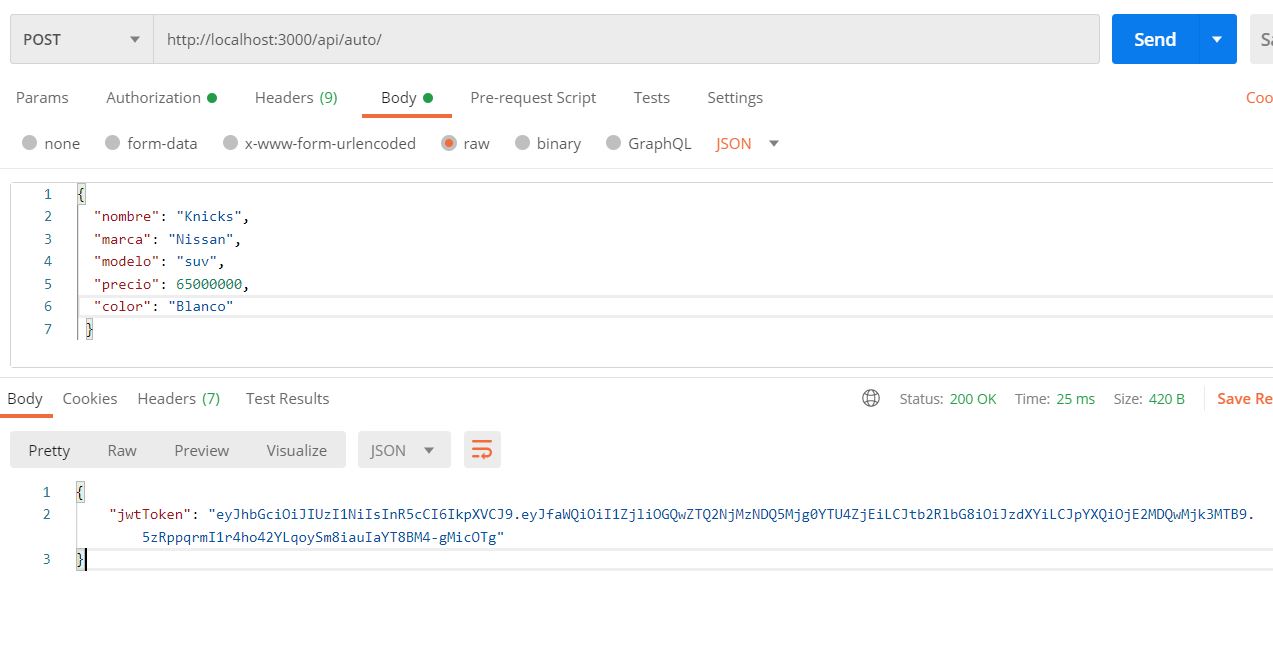 POST http://localhost:3000/api/auto/ Send Sa
Params Authorization Headers (9) Body Pre-request Script Tests Settings Coo
none form-data x-www-form-urlencoded raw binary GraphQL JSON
1 {
2 "nombre": "Knicks",
3 "marca": "Nissan",
4 "modelo": "suv",
5 "precio": 65000000,
6 "color": "Blanco"
7 }
Body Cookies Headers (7) Test Results Status: 200 OK Time: 25 ms Size: 420 B Save Re
Pretty Raw Preview Visualize JSON
1 {
2 "jwtToken": "eyJhbGciOiJIUzI1NiIsInR5cCI6IkpXVCJ9.eyJfaWQiOiI1ZjliOGQwZTQ2NjMzNDQ5Mjg0YTU4ZjEiLCJtb2RlbG8iOiJzdXYiLCJpYXQiOjE2MDQwMjk3MTB9.
5zRppqrmI1r4ho42YLqoySm8iauIaYT8BM4-gMicOTg"
3 }